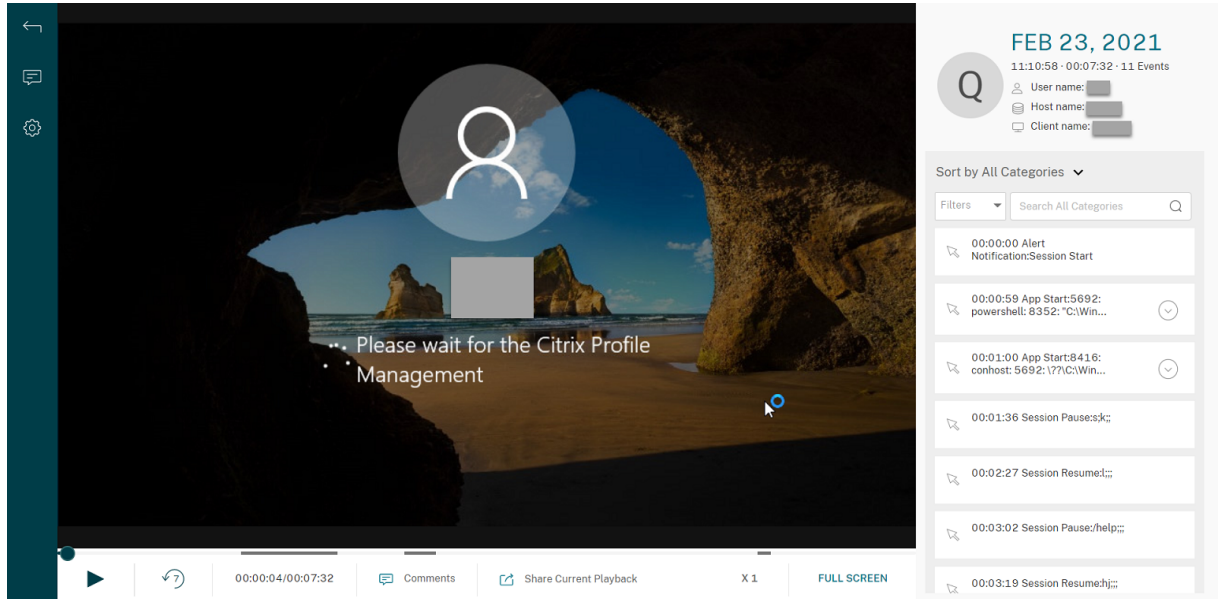 Please wait for the Citrix Profile
Management
7
00:00:04/00:07:32
Comments
Share Current Playback
X 1
FULL SCREEN
Q
FEB 23, 2021
11:10:58 · 00:07:32 · 11 Events
User name:
Host name:
Client name:
Sort by All Categories
Filters
Search All Categories
00:00:00 Alert
Notification:Session Start
00:00:59 App Start:5692:
powershell: 8352: "C:\Win...
00:01:00 App Start:8416:
conhost: 5692: \??\C:\Win...
00:01:36 Session Pause:s;k;;
00:02:27 Session Resume:l;;;
00:03:02 Session Pause:/help;;;
00:03:19 Session Resume:hj;;;